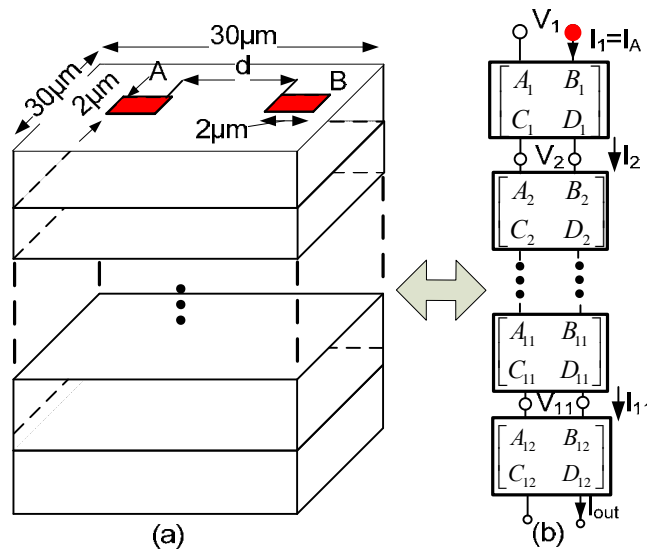 30μm
30μm
2μm
A
d
B
2μm
(a)
V1
I1=IA
A1 B1
C1 D1
V2
I2
A2 B2
C2 D2
A11 B11
C11 D11
V11
I11
A12 B12
C12 D12
Iout
(b)